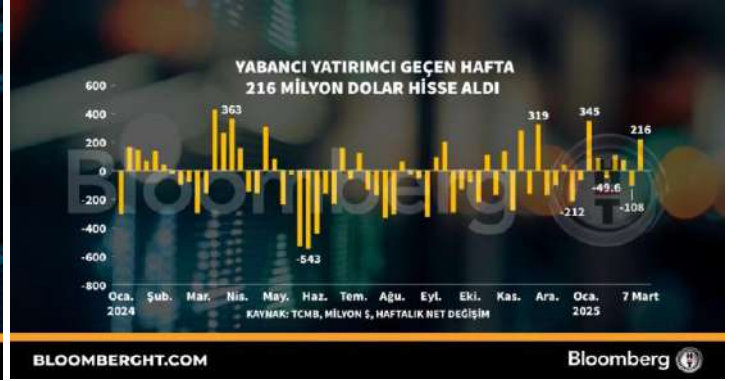 YABANCI YATIRIMCI GEÇEN HAFTA
216 MİLYON DOLAR HİSSE ALDI
600
400
200
0
-200
-400
-600
-800
363
-543
319
-212
345
-49.6
-108
216
Oca. Şub. Mar. Nis. May. Haz. Tem. Ağu. Eyl. Eki. Kas. Ara. Oca. 7 Mart
2024 2025
KAYNAK: TCMB, MİLYON $, HAFTALIK NET DEĞİŞİM
Bloomberg HT
BLOOMBERGHT.COM
Bloomberg HT